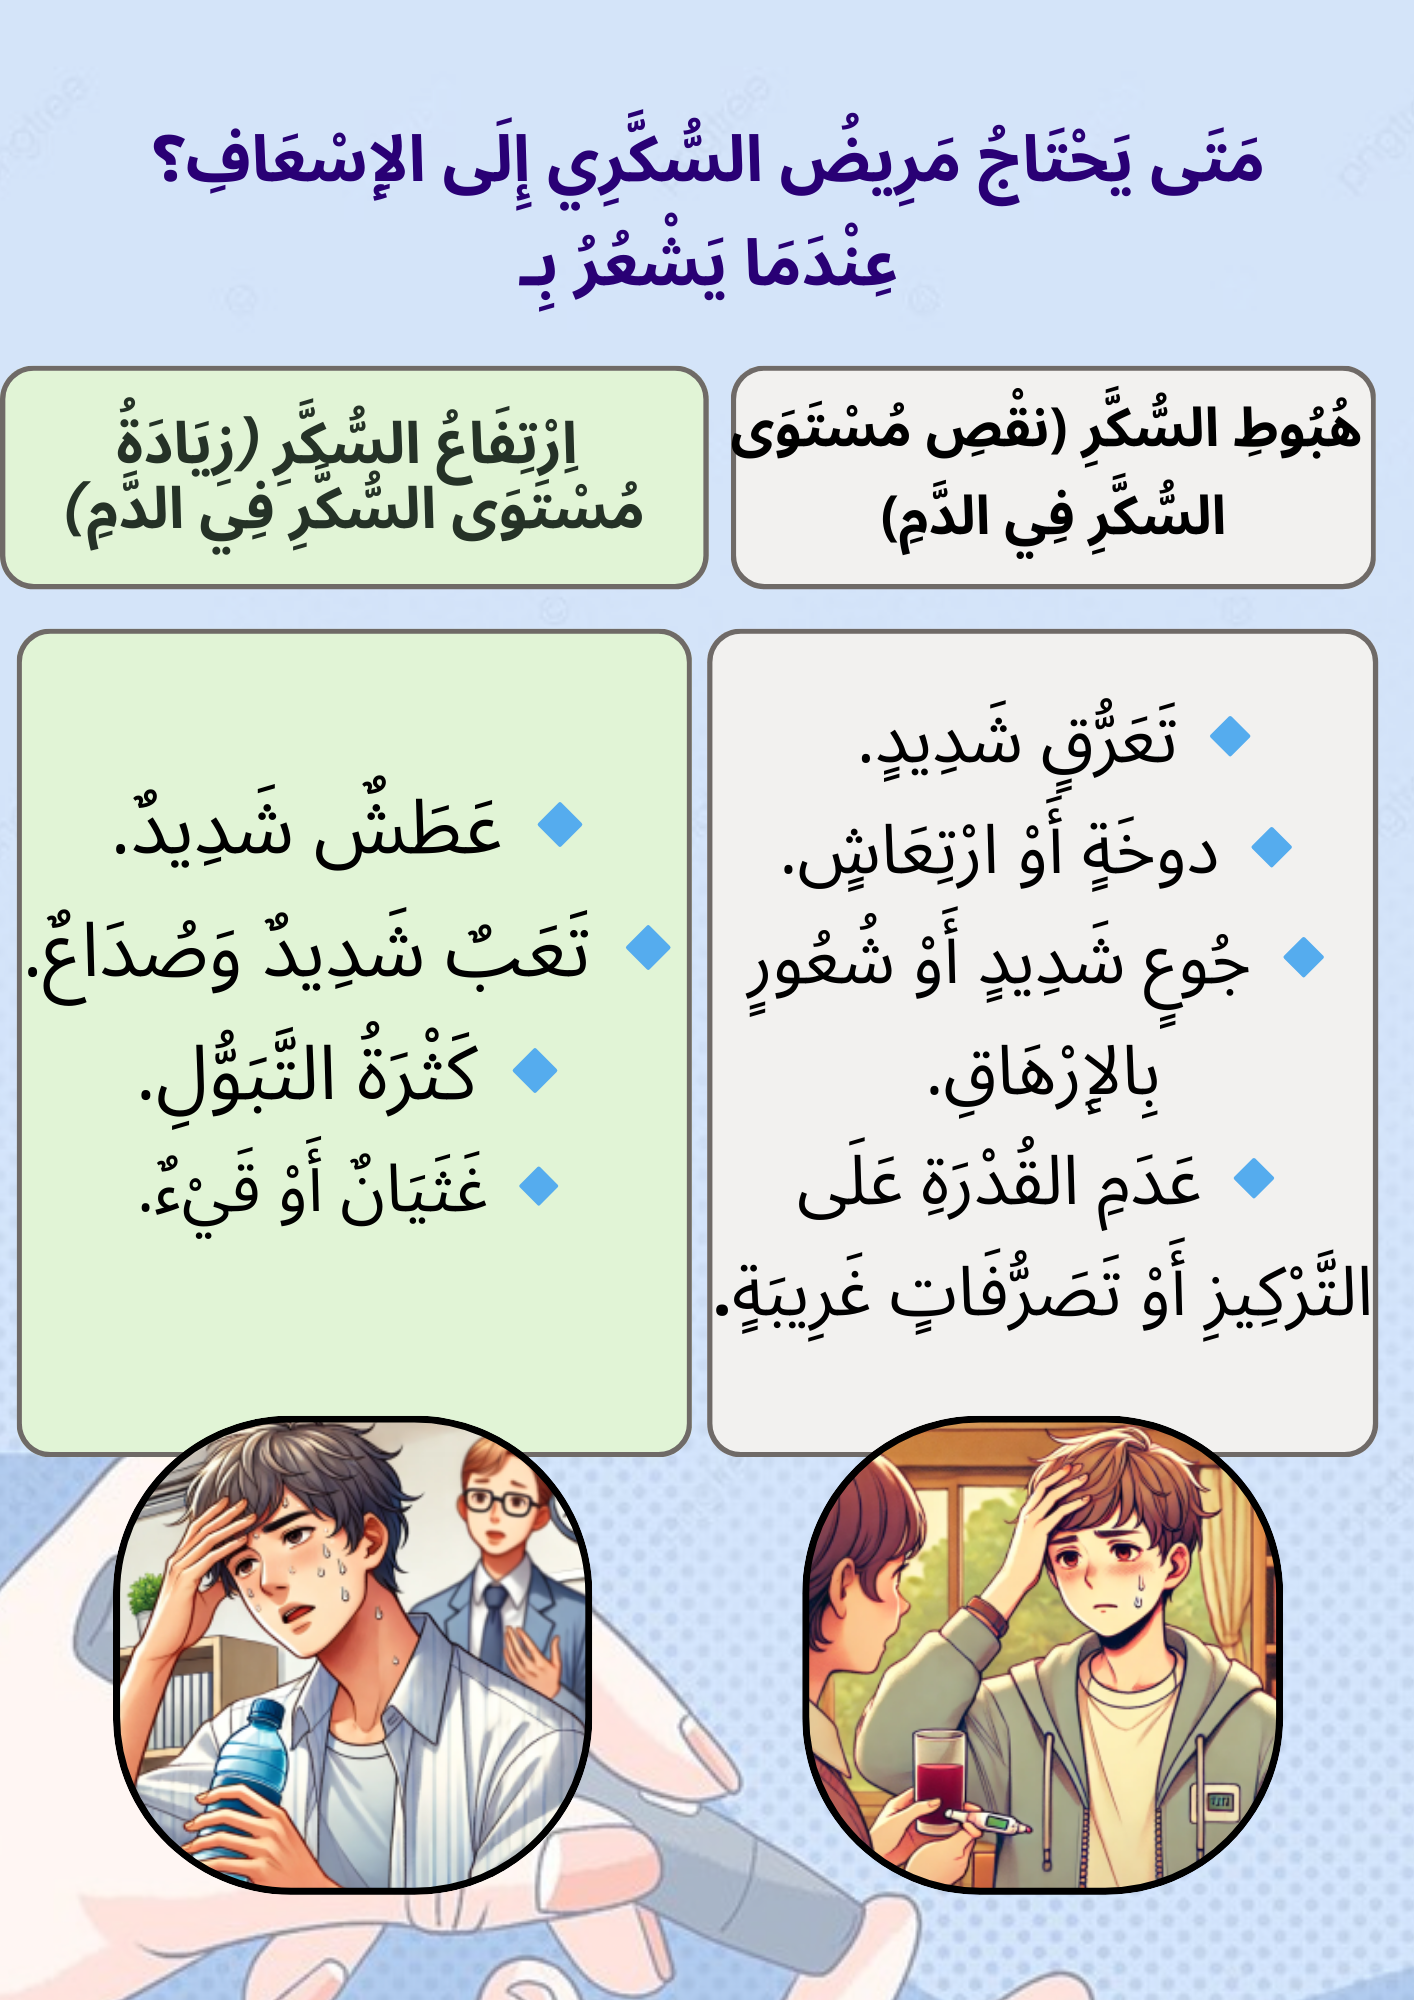 مَتَى يَحْتَاجُ مَرِيضُ السُّكَّرِي إِلَى الإِسْعَافِ؟
عِنْدَمَا يَشْعُرُ بِـ
هُبُوطِ السُّكَّرِ (نقْصِ مُسْتَوَى
السُّكَّرِ فِي الدَّمِ)
تَعَرُّقٍ شَدِيدٍ.
دوخَةٍ أَوْ ارْتِعَاشٍ.
جُوعٍ شَدِيدٍ أَوْ شُعُورٍ
بِالإِرْهَاقِ.
عَدَمِ القُدْرَةِ عَلَى
التَّرْكِيزِ أَوْ تَصَرُّفَاتٍ غَرِيبَةٍ.
اِرْتِفَاعُ السُّكَّرِ (زِيَادَةُ
مُسْتَوَى السُّكَّرِ فِي الدَّمِ)
عَطَشٌ شَدِيدٌ.
تَعَبٌ شَدِيدٌ وَصُدَاعٌ.
كَثْرَةُ التَّبَوُّلِ.
غَثَيَانٌ أَوْ قَيْءٌ.
pngtree